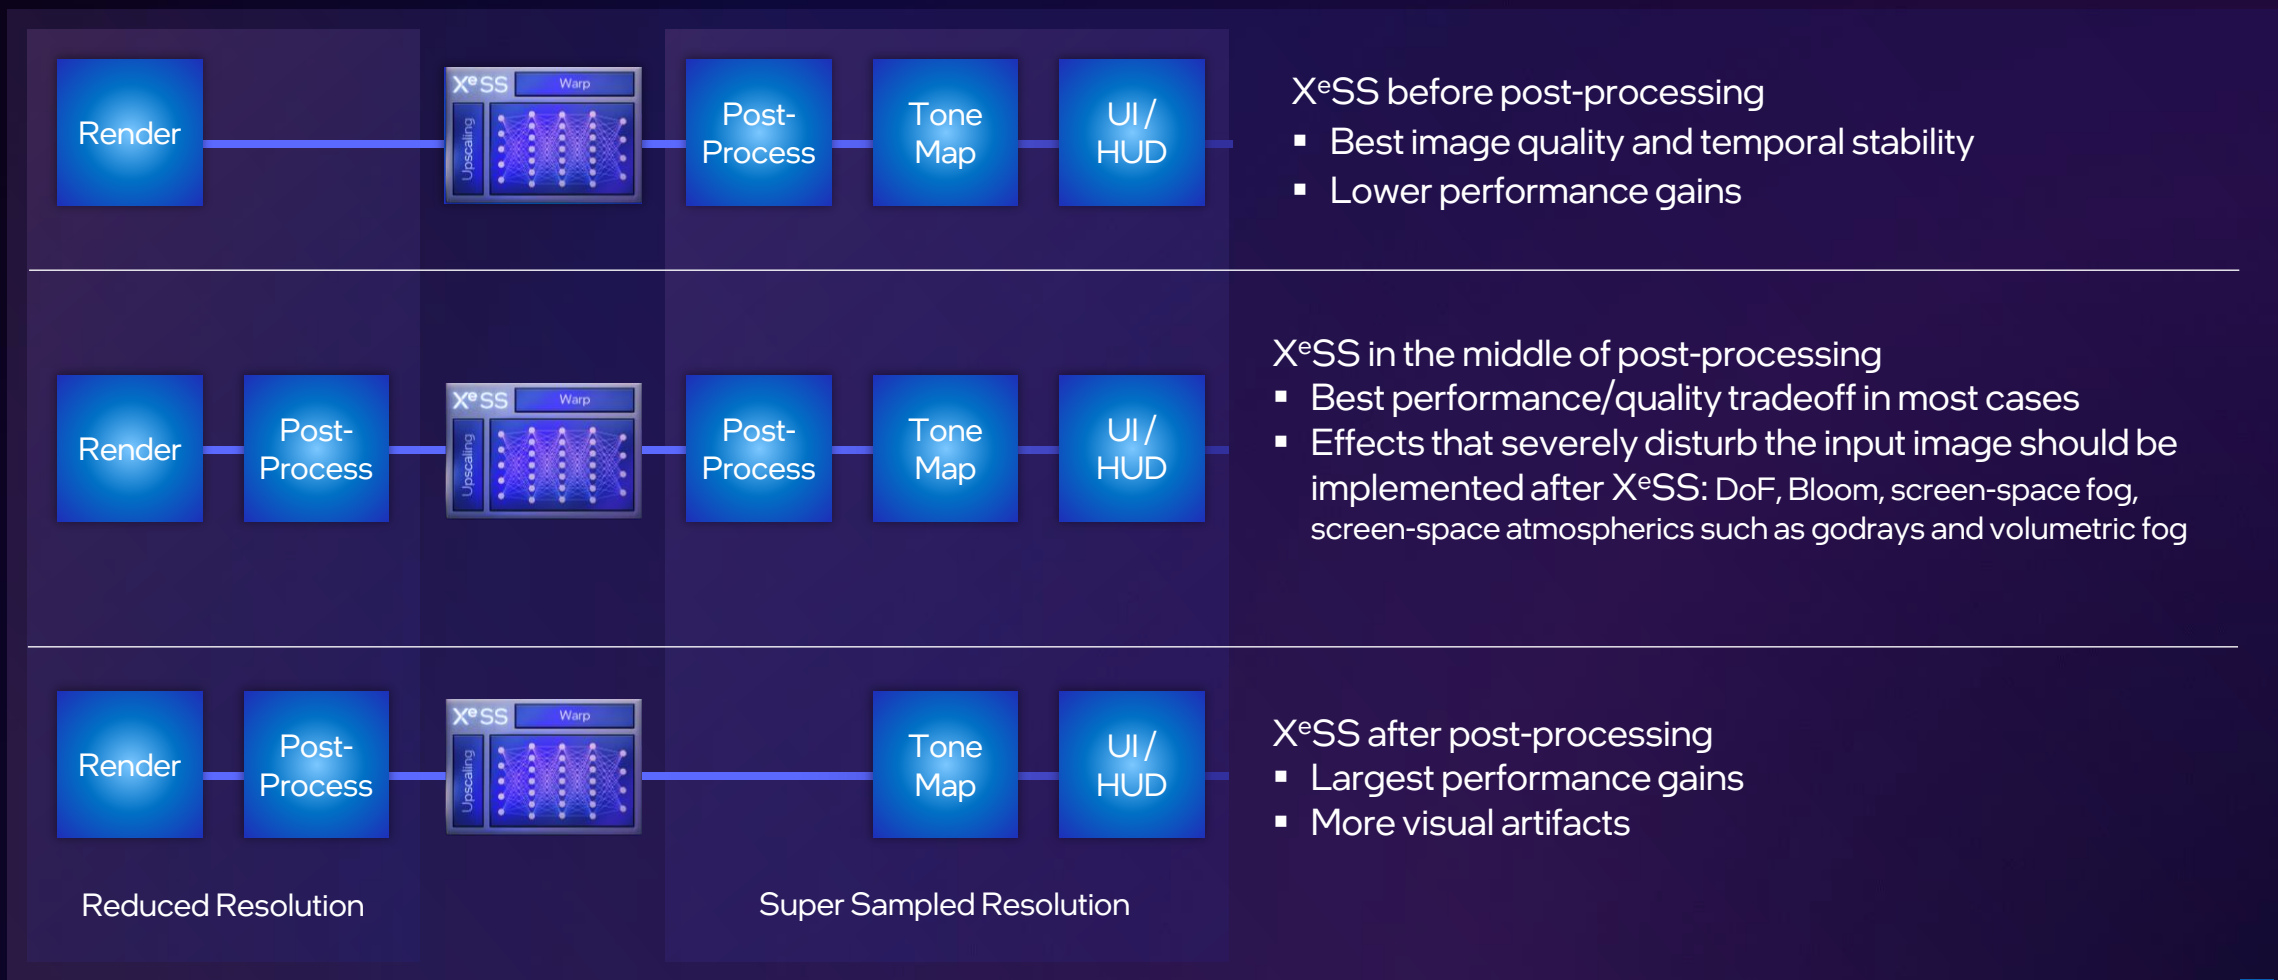 Render
XᵉSS
Warp
Upscaling
Post-
Process
Tone
Map
UI /
HUD
XᵉSS before post-processing
▪ Best image quality and temporal stability
▪ Lower performance gains
Render
Post-
Process
XᵉSS
Warp
Upscaling
Post-
Process
Tone
Map
UI /
HUD
XᵉSS in the middle of post-processing
▪ Best performance/quality tradeoff in most cases
▪ Effects that severely disturb the input image should be
implemented after XᵉSS: DoF, Bloom, screen-space fog,
screen-space atmospherics such as godrays and volumetric fog
Render
Post-
Process
XᵉSS
Warp
Upscaling
Tone
Map
UI /
HUD
XᵉSS after post-processing
▪ Largest performance gains
▪ More visual artifacts
Reduced Resolution
Super Sampled Resolution